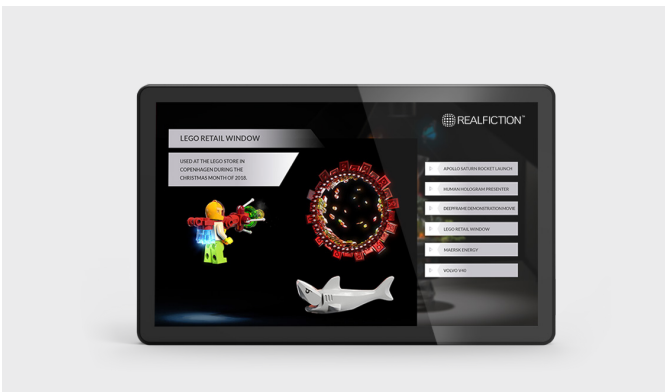 REALFICTION™
LEGO RETAIL WINDOW
USED AT THE LEGO STORE IN
COPENHAGEN DURING THE
CHRISTMAS MONTH OF 2018.
APOLLO SATURN ROCKET LAUNCH
HUMAN HOLOGRAM PRESENTER
DEEPFRAME DEMONSTRATION MOVIE
LEGO RETAIL WINDOW
MAERSK ENERGY
VOLVO V40